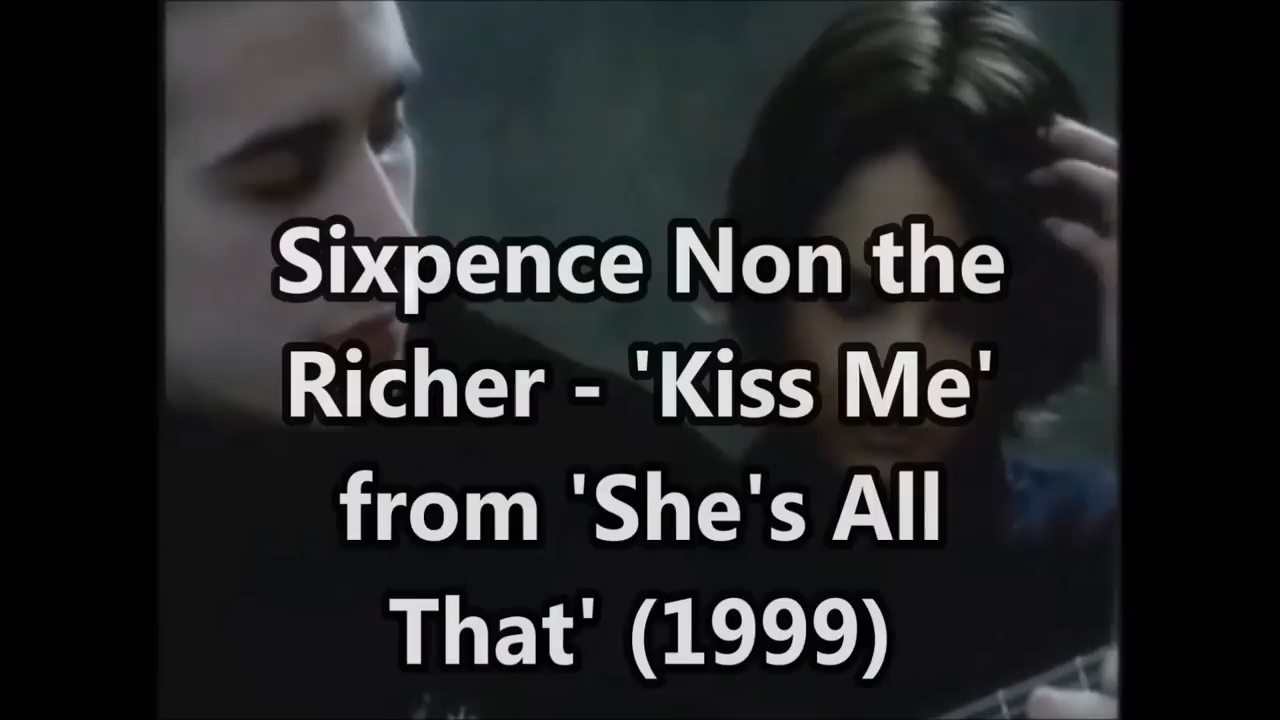 Sixpence Non the
Richer - 'Kiss Me'
from 'She's All
That' (1999)